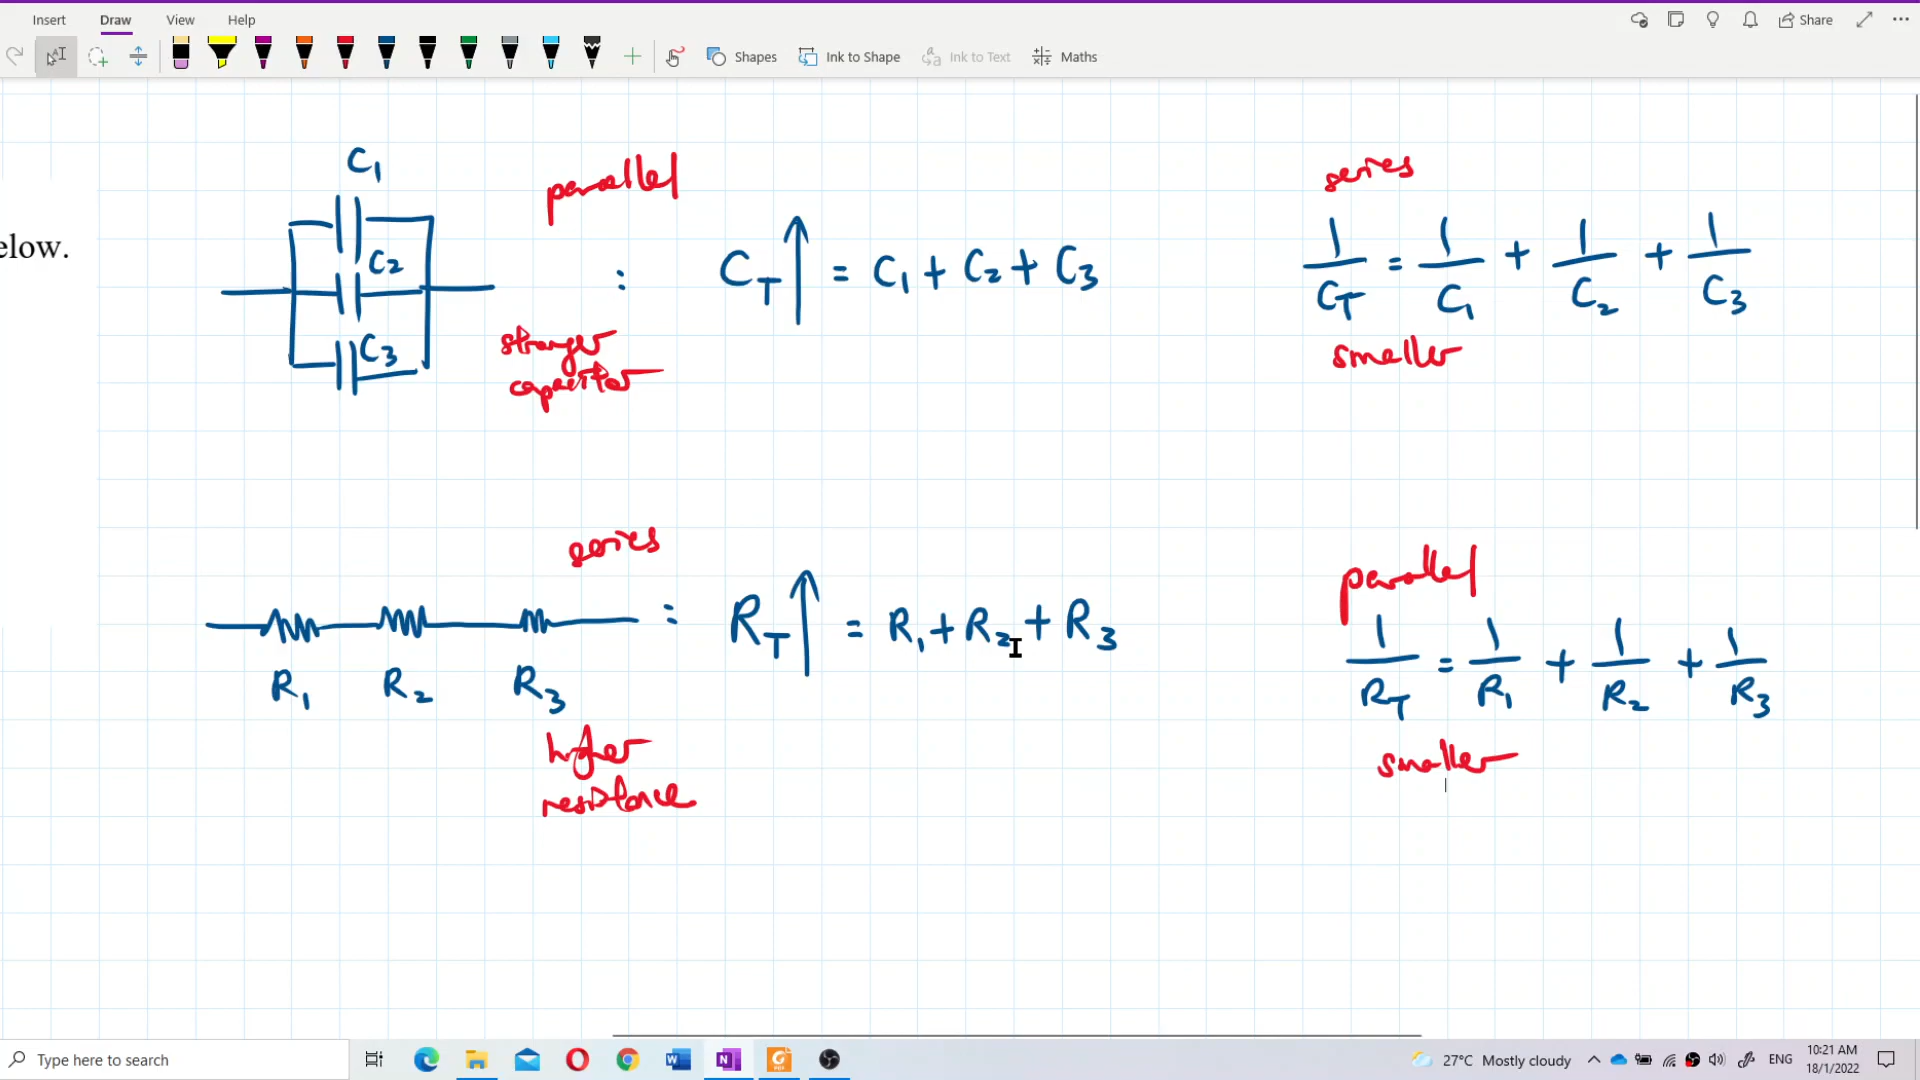 Insert Draw View Help
Share
Shapes Ink to Shape Ink to Text Maths
elow.
C1
C2
C3
parallel
: CT ↑ = C1 + C2 + C3
stronger
capacitor
series
1/CT = 1/C1 + 1/C2 + 1/C3
smaller
series
: RT ↑ = R1 + R2 + R3
R1 R2 R3
higher
resistance
parallel
1/RT = 1/R1 + 1/R2 + 1/R3
smaller
Type here to search
27°C Mostly cloudy
ENG
10:21 AM
18/1/2022